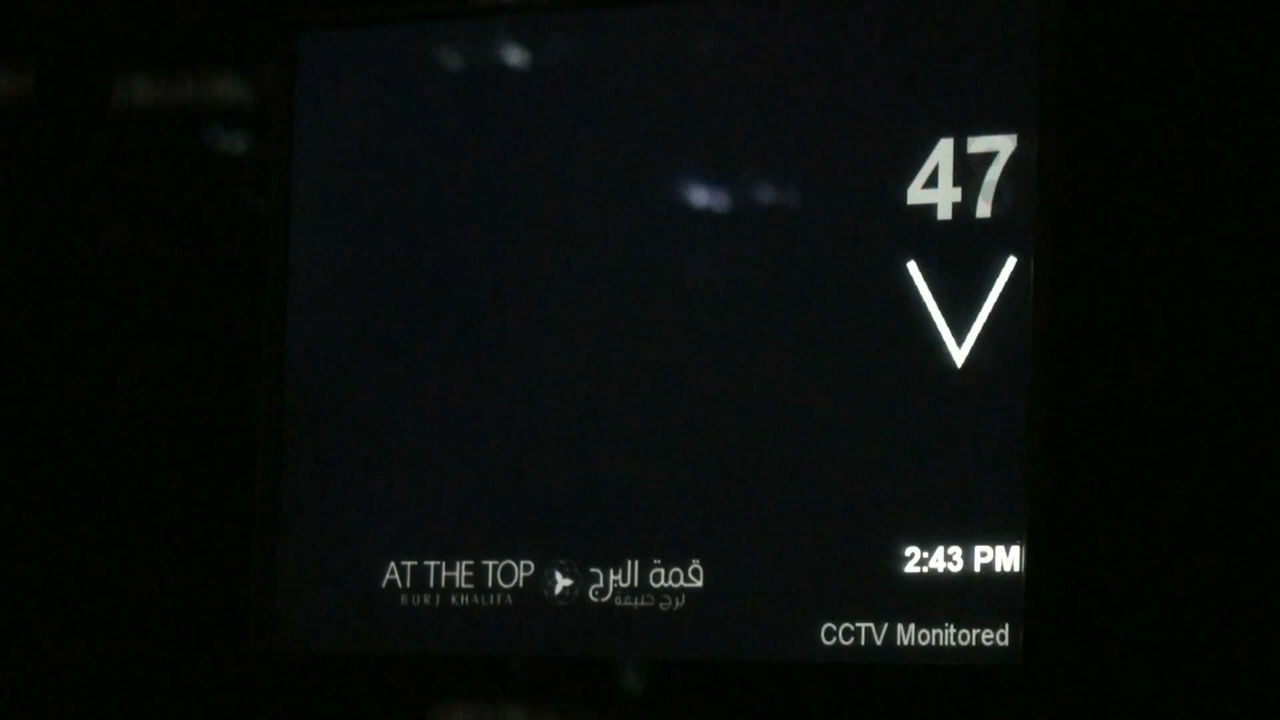 47
2:43 PM
AT THE TOP قمة البرج
BURJ KHALIFA برج خليفة
CCTV Monitored